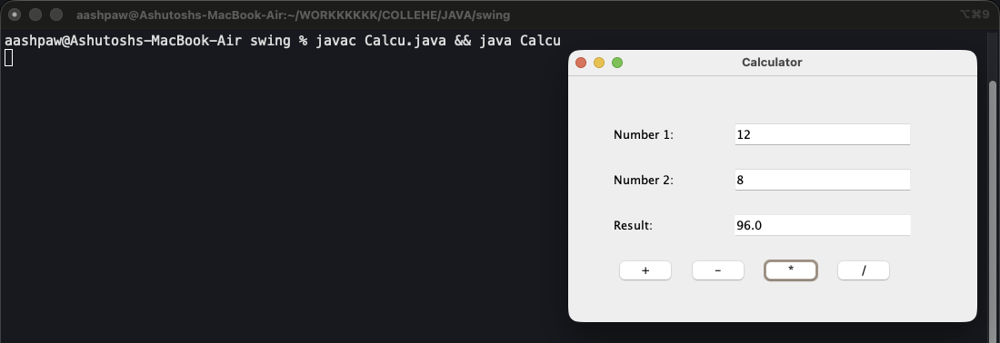 aashpaw@Ashutoshs-MacBook-Air:~/WORKKKKKK/COLLEHE/JAVA/swing
⌥⌘9
aashpaw@Ashutoshs-MacBook-Air swing % javac Calcu.java && java Calcu
Calculator
Number 1: 12
Number 2: 8
Result: 96.0
+ - * /